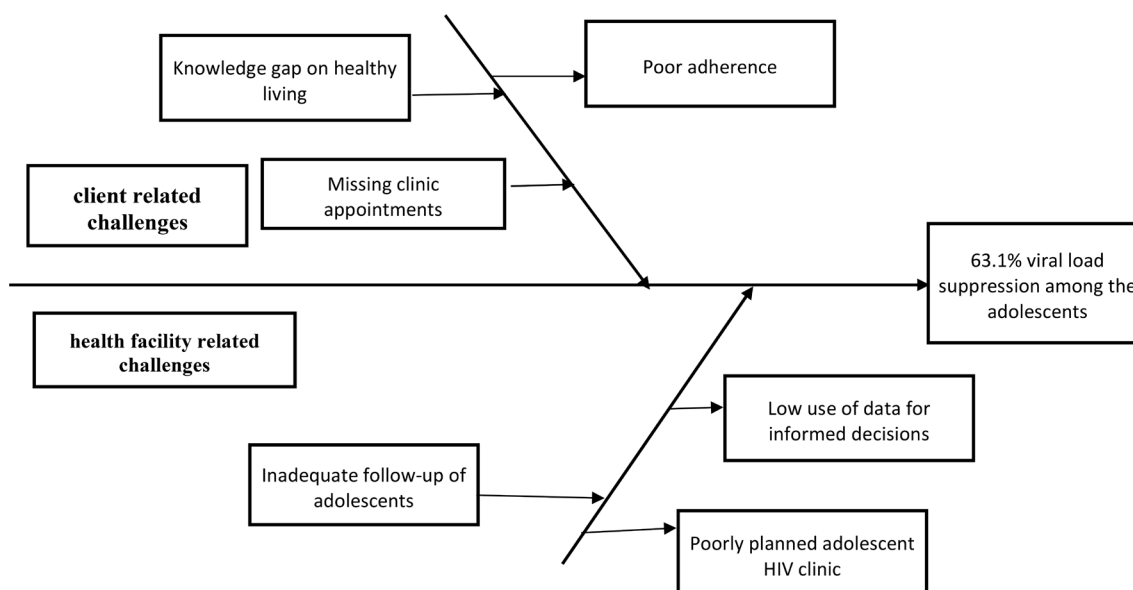 Knowledge gap on healthy
living
Poor adherence
client related
challenges
Missing clinic
appointments
63.1% viral load
suppression among the
adolescents
health facility related
challenges
Low use of data for
informed decisions
Inadequate follow-up of
adolescents
Poorly planned adolescent
HIV clinic